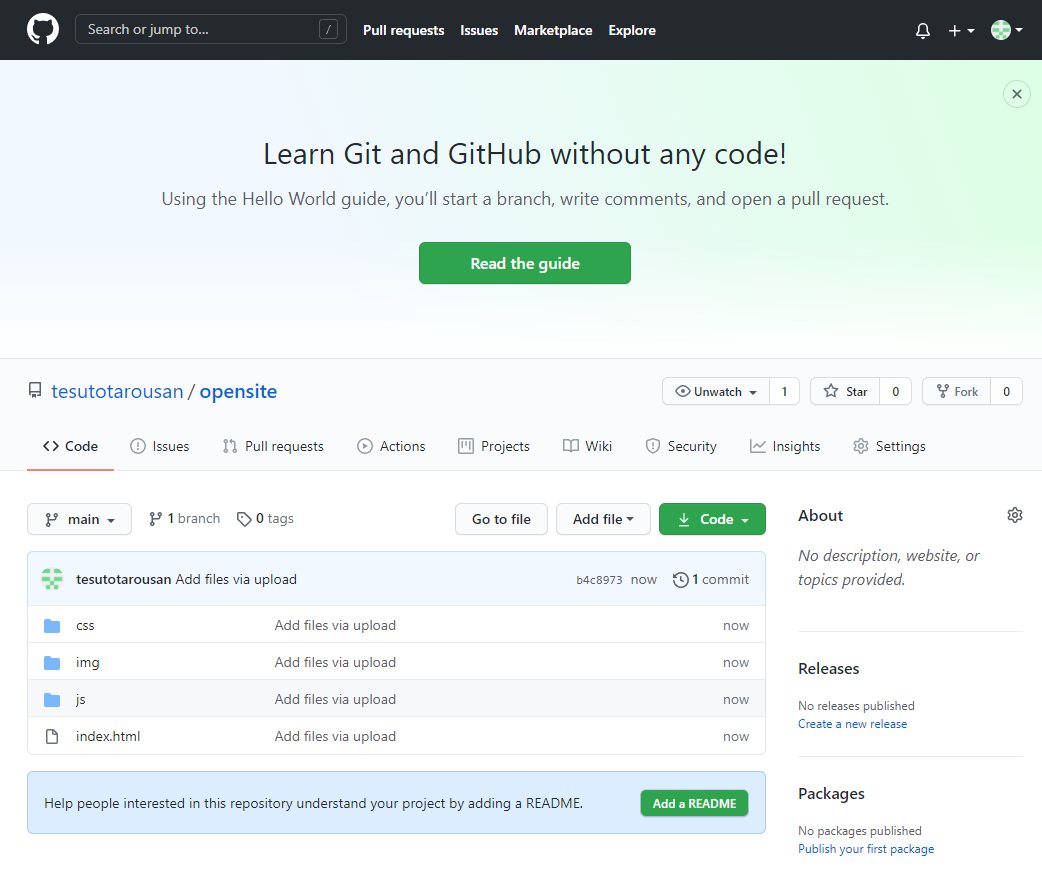 Search or jump to... /
Pull requests Issues Marketplace Explore
Learn Git and GitHub without any code!
Using the Hello World guide, you’ll start a branch, write comments, and open a pull request.
Read the guide
tesutotarousan / opensite
Unwatch 1 Star 0 Fork 0
Code Issues Pull requests Actions Projects Wiki Security Insights Settings
main 1 branch 0 tags Go to file Add file Code
tesutotarousan Add files via upload b4c8973 now 1 commit
css Add files via upload now
img Add files via upload now
js Add files via upload now
index.html Add files via upload now
Help people interested in this repository understand your project by adding a README. Add a README
About
No description, website, or
topics provided.
Releases
No releases published
Create a new release
Packages
No packages published
Publish your first package